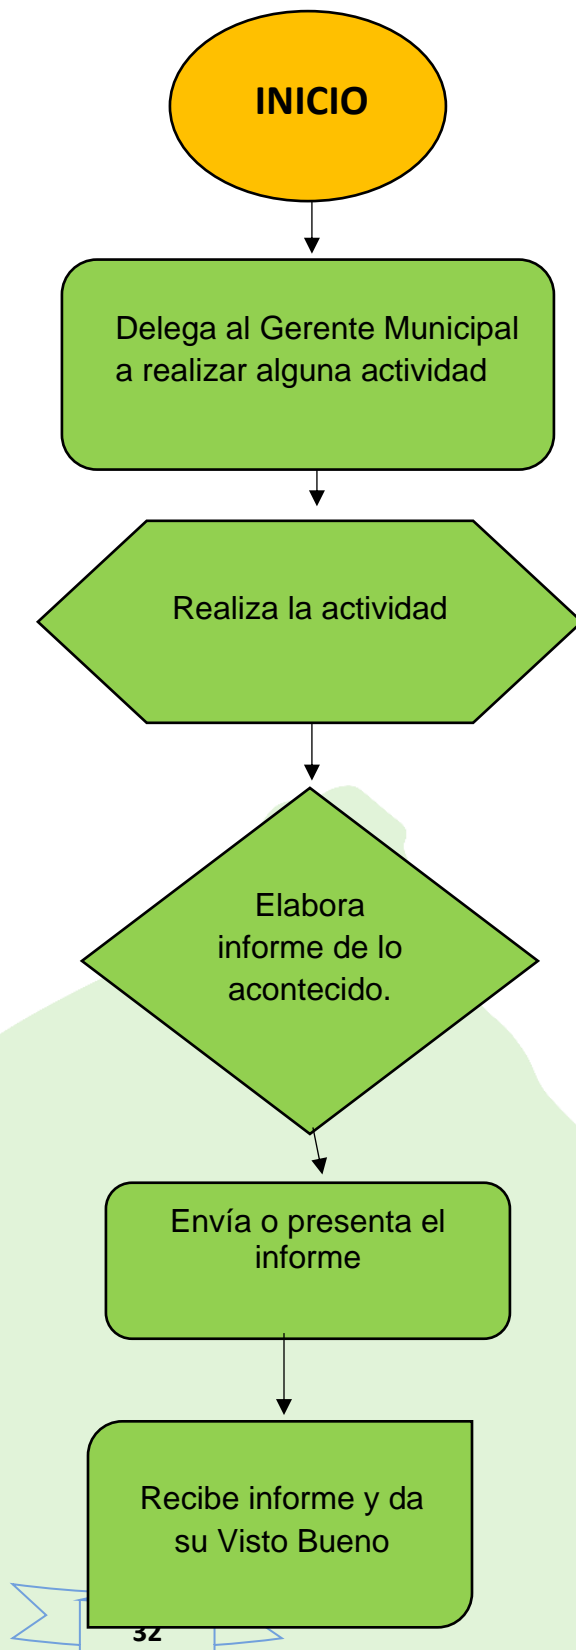 INICIO
Delega al Gerente Municipal
a realizar alguna actividad
Realiza la actividad
Elabora
informe de lo
acontecido.
Envía o presenta el
informe
Recibe informe y da
su Visto Bueno
32